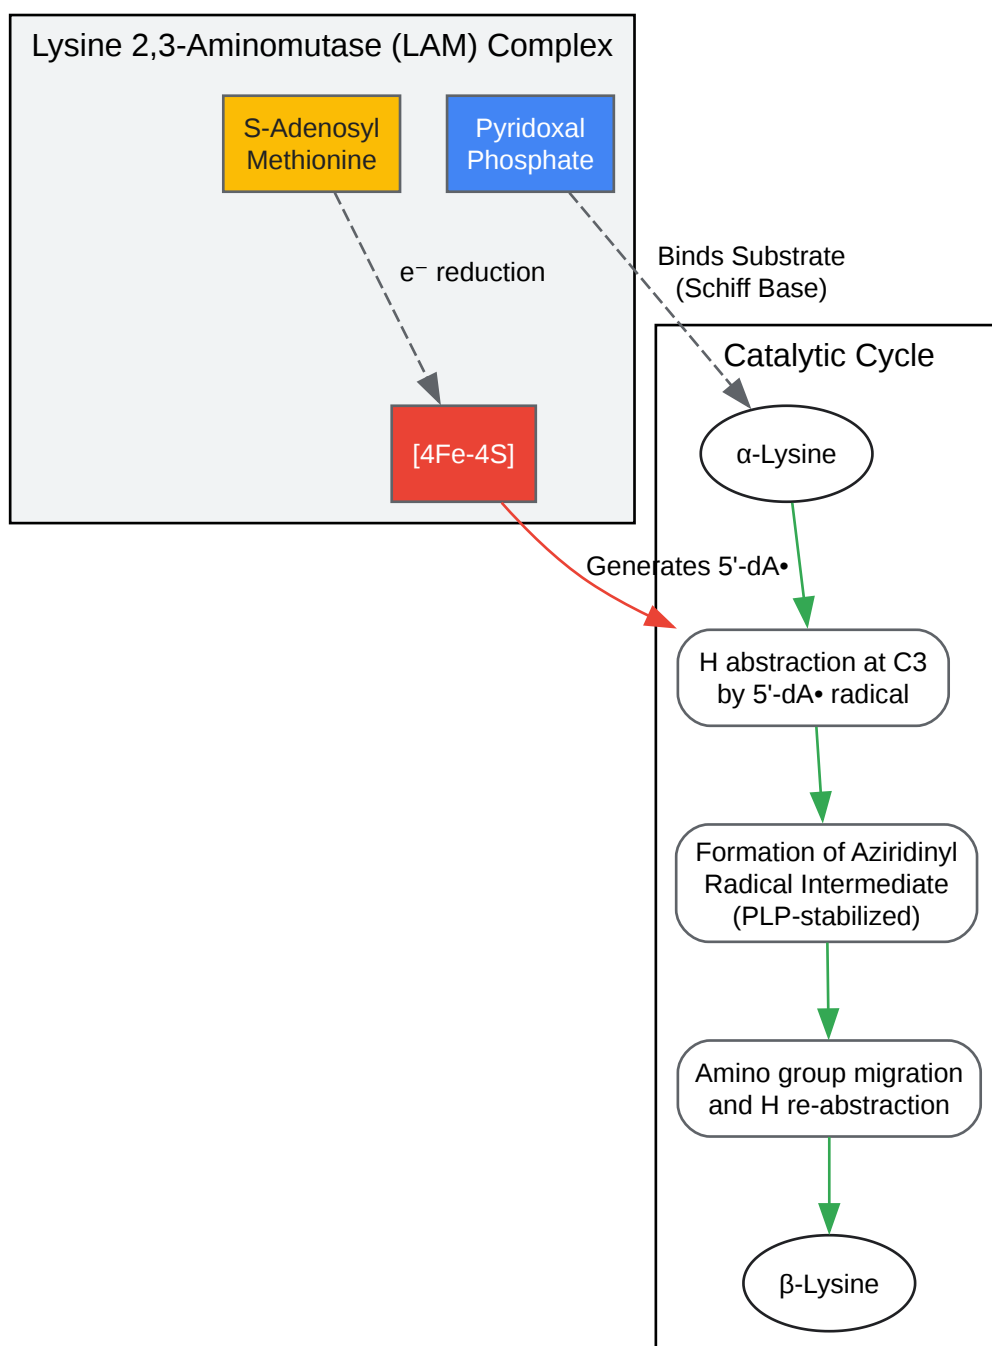 Lysine 2,3-Aminomutase (LAM) Complex
S-Adenosyl
Methionine
Pyridoxal
Phosphate
e⁻ reduction
Binds Substrate
(Schiff Base)
[4Fe-4S]
Catalytic Cycle
α-Lysine
Generates 5'-dA•
H abstraction at C3
by 5'-dA• radical
Formation of Aziridinyl
Radical Intermediate
(PLP-stabilized)
Amino group migration
and H re-abstraction
β-Lysine